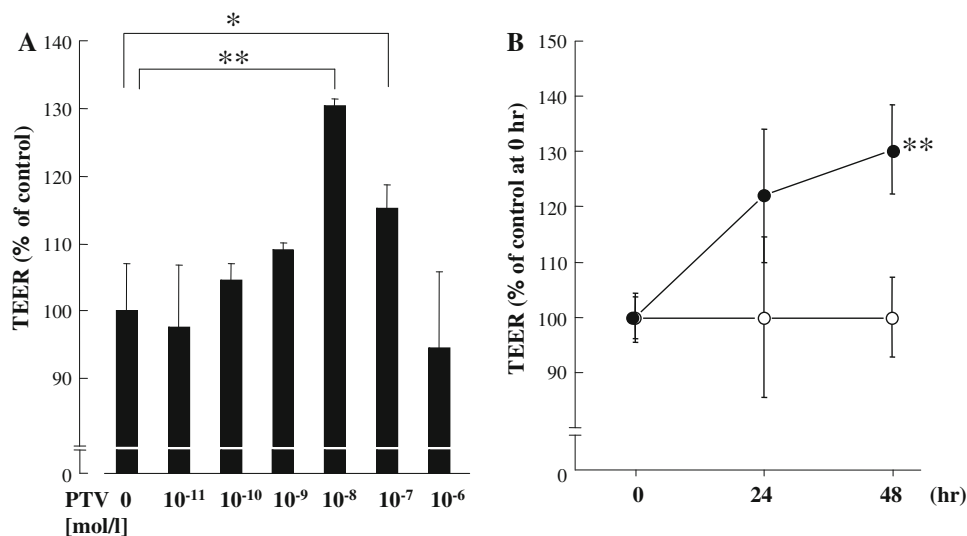 A
*
**
TEER (% of control)
140
130
120
110
100
90
0
PTV 0 10-11 10-10 10-9 10-8 10-7 10-6
[mol/l]
B
TEER (% of control at 0 hr)
150
140
130
120
110
100
90
0
**
0 24 48 (hr)